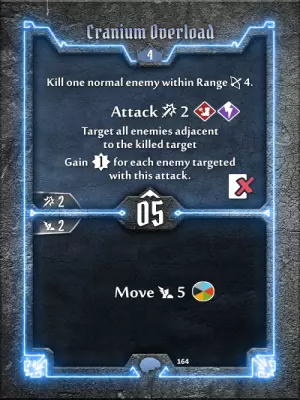 Cranium Overload
4
Kill one normal enemy within Range 4.
Attack 2
Target all enemies adjacent
to the killed target
Gain 1 for each enemy targeted
with this attack.
2
05
2
Move 5
164